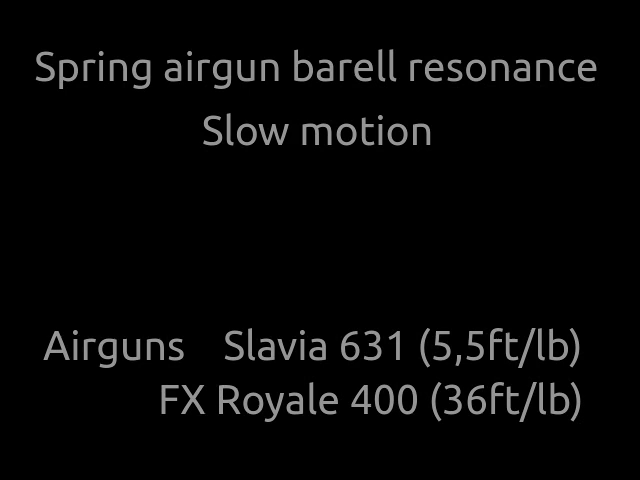 Spring airgun barell resonance
Slow motion
Airguns Slavia 631 (5,5ft/lb)
FX Royale 400 (36ft/lb)